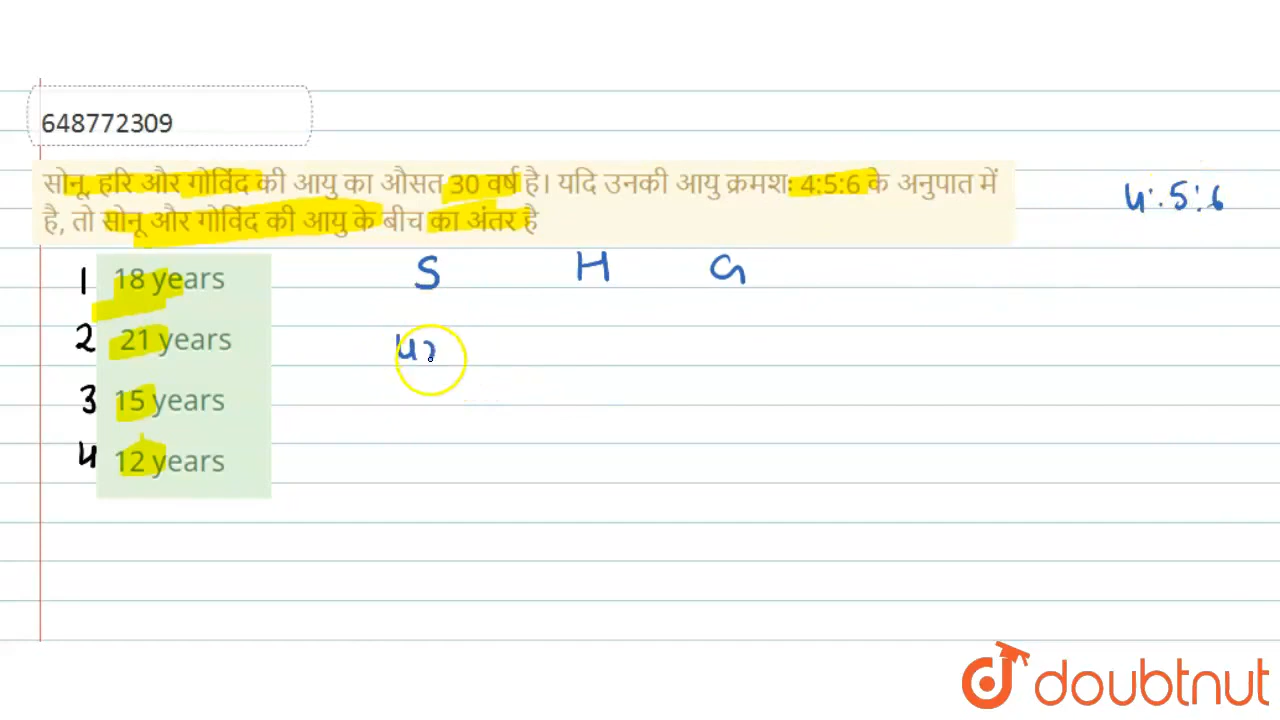 648772309
सोनू, हरि और गोविंद की आयु का औसत 30 वर्ष है। यदि उनकी आयु क्रमशः 4:5:6 के अनुपात में
है, तो सोनू और गोविंद की आयु के बीच का अंतर है
4:5:6
S H G
1 18 years
2 21 years
4x
3 15 years
4 12 years
doubtnut